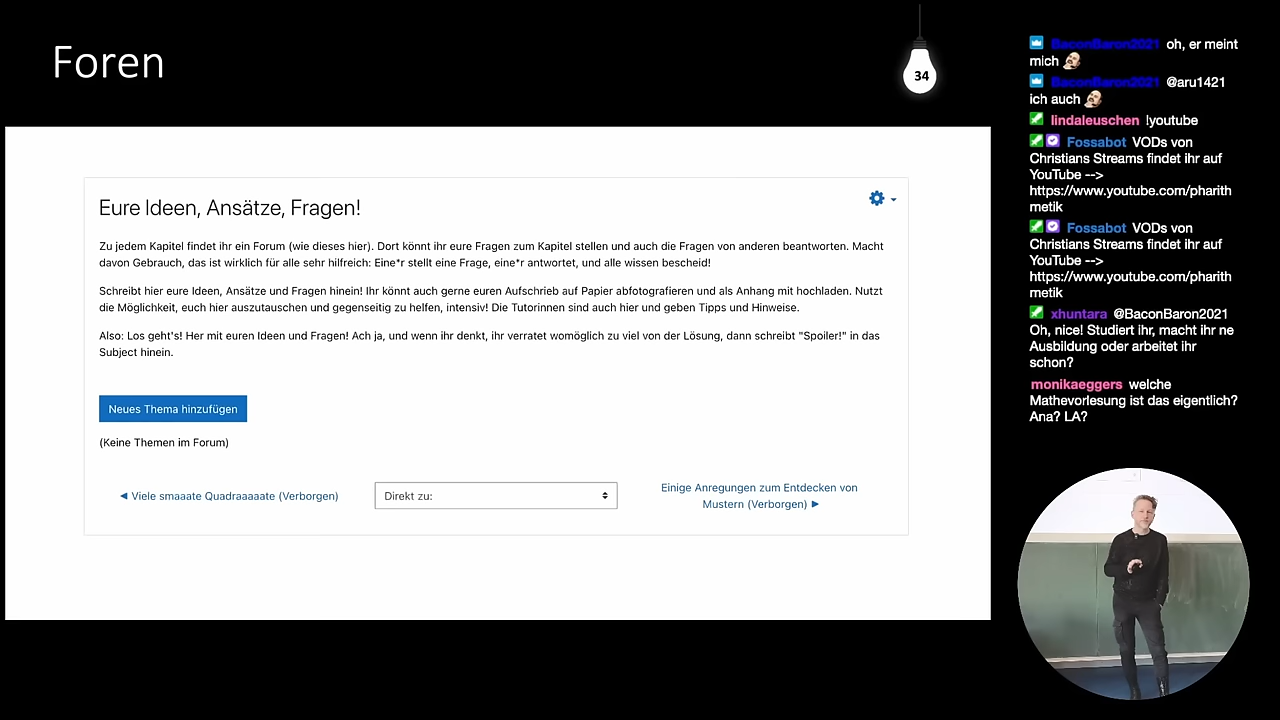 Foren
34
Eure Ideen, Ansätze, Fragen!
Zu jedem Kapitel findet ihr ein Forum (wie dieses hier). Dort könnt ihr eure Fragen zum Kapitel stellen und auch die Fragen von anderen beantworten. Macht
davon Gebrauch, das ist wirklich für alle sehr hilfreich: Eine*r stellt eine Frage, eine*r antwortet, und alle wissen bescheid!
Schreibt hier eure Ideen, Ansätze und Fragen hinein! Ihr könnt auch gerne euren Aufschrieb auf Papier abfotografieren und als Anhang mit hochladen. Nutzt
die Möglichkeit, euch hier auszutauschen und gegenseitig zu helfen, intensiv! Die Tutorinnen sind auch hier und geben Tipps und Hinweise.
Also: Los geht's! Her mit euren Ideen und Fragen! Ach ja, und wenn ihr denkt, ihr verratet womöglich zu viel von der Lösung, dann schreibt "Spoiler!" in das
Subject hinein.
Neues Thema hinzufügen
(Keine Themen im Forum)
◄ Viele smaaate Quadraaaaate (Verborgen)
Direkt zu:
Einige Anregungen zum Entdecken von
Mustern (Verborgen) ►
BaconBaron2021 oh, er meint
mich
BaconBaron2021 @aru1421
ich auch
lindaleuschen !youtube
Fossabot VODs von
Christians Streams findet ihr auf
YouTube -->
https://www.youtube.com/pharith
metik
Fossabot VODs von
Christians Streams findet ihr auf
YouTube -->
https://www.youtube.com/pharith
metik
xhuntara @BaconBaron2021
Oh, nice! Studiert ihr, macht ihr ne
Ausbildung oder arbeitet ihr
schon?
monikaeggers welche
Mathevorlesung ist das eigentlich?
Ana? LA?